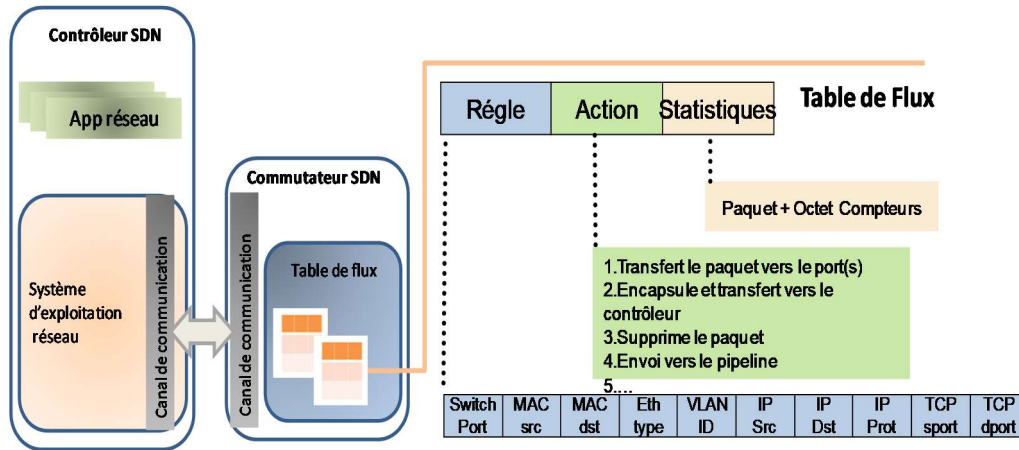 Contrôleur SDN
App réseau
Système
d'exploitation
réseau
Canal de communication
Commutateur SDN
Canal de communication
Table de flux
Régle
Action
Statistiques
Table de Flux
Paquet + Octet Compteurs
1.Transfert le paquet vers le port(s)
2.Encapsule et transfert vers le
contrôleur
3.Supprime le paquet
4.Envoi vers le pipeline
5....
Switch MAC MAC Eth VLAN IP IP IP TCP TCP
Port src dst type ID Src Dst Prot sport dport